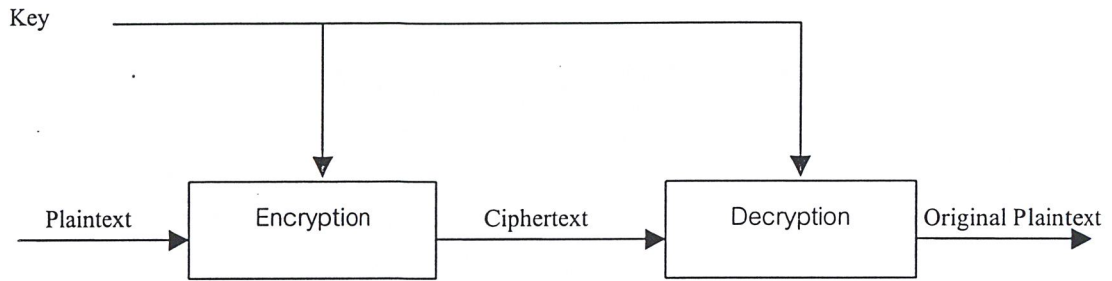 Key
Plaintext
Encryption
Ciphertext
Decryption
Original Plaintext